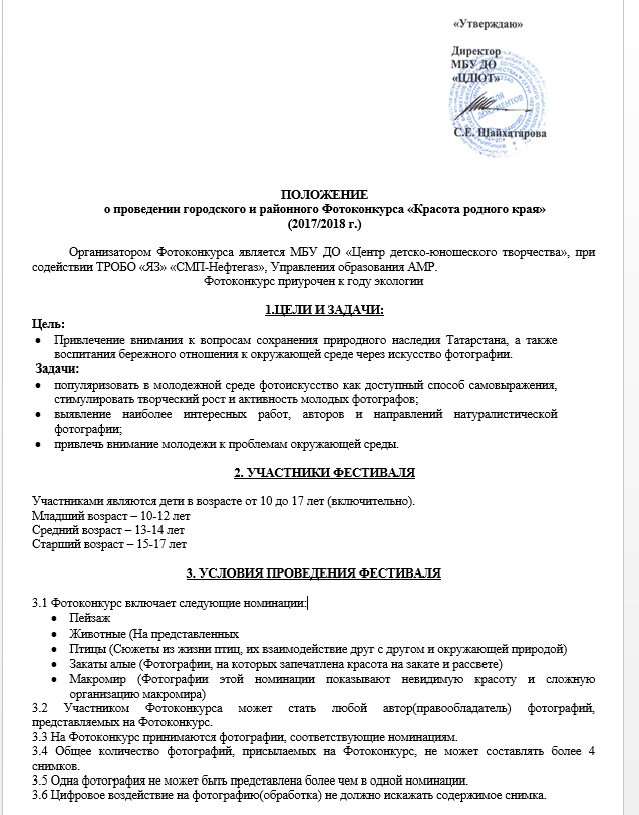 «Утверждаю»
Директор
МБУ ДО
«ЦДЮТ»
ДЛЯ
ДОКУМЕНТОВ
С.Е. Шайхатарова
ПОЛОЖЕНИЕ
о проведении городского и районного Фотоконкурса «Красота родного края»
(2017/2018 г.)
Организатором Фотоконкурса является МБУ ДО «Центр детско-юношеского творчества», при
содействии ТРОБО «ЯЗ» «СМП-Нефтегаз», Управления образования АМР.
Фотоконкурс приурочен к году экологии
1.ЦЕЛИ И ЗАДАЧИ:
Цель:
• Привлечение внимания к вопросам сохранения природного наследия Татарстана, а также
воспитания бережного отношения к окружающей среде через искусство фотографии.
Задачи:
• популяризовать в молодежной среде фотоискусство как доступный способ самовыражения,
стимулировать творческий рост и активность молодых фотографов;
• выявление наиболее интересных работ, авторов и направлений натуралистической
фотографии;
• привлечь внимание молодежи к проблемам окружающей среды.
2. УЧАСТНИКИ ФЕСТИВАЛЯ
Участниками являются дети в возрасте от 10 до 17 лет (включительно).
Младший возраст – 10-12 лет
Средний возраст – 13-14 лет
Старший возраст – 15-17 лет
3. УСЛОВИЯ ПРОВЕДЕНИЯ ФЕСТИВАЛЯ
3.1 Фотоконкурс включает следующие номинации:
• Пейзаж
• Животные (На представленных
• Птицы (Сюжеты из жизни птиц, их взаимодействие друг с другом и окружающей природой)
• Закаты алые (Фотографии, на которых запечатлена красота на закате и рассвете)
• Макромир (Фотографии этой номинации показывают невидимую красоту и сложную
организацию макромира)
3.2 Участником Фотоконкурса может стать любой автор(правообладатель) фотографий,
представляемых на Фотоконкурс.
3.3 На Фотоконкурс принимаются фотографии, соответствующие номинациям.
3.4 Общее количество фотографий, присылаемых на Фотоконкурс, не может составлять более 4
снимков.
3.5 Одна фотография не может быть представлена более чем в одной номинации.
3.6 Цифровое воздействие на фотографию(обработка) не должно искажать содержимое снимка.